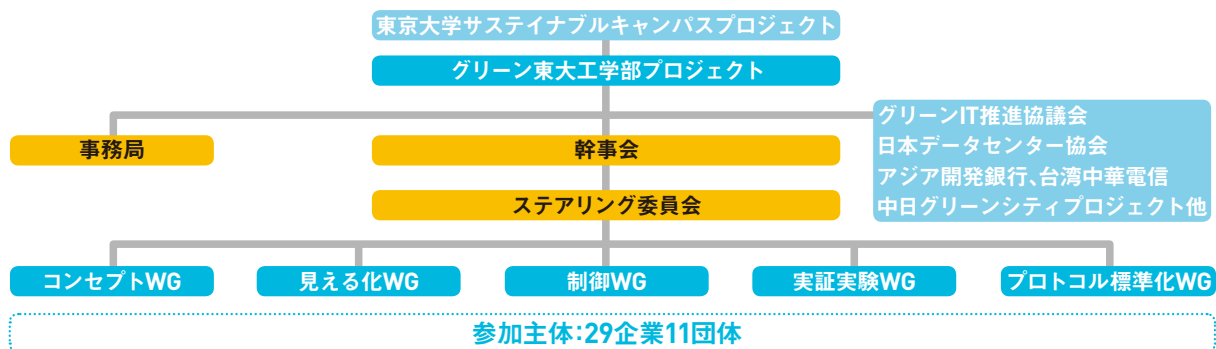 東京大学サステイナブルキャンパスプロジェクト
グリーン東大工学部プロジェクト
グリーンIT推進協議会
日本データセンター協会
アジア開発銀行、台湾中華電信
中日グリーンシティプロジェクト他
事務局
幹事会
ステアリング委員会
コンセプトWG
見える化WG
制御WG
実証実験WG
プロトコル標準化WG
参加主体:29企業11団体